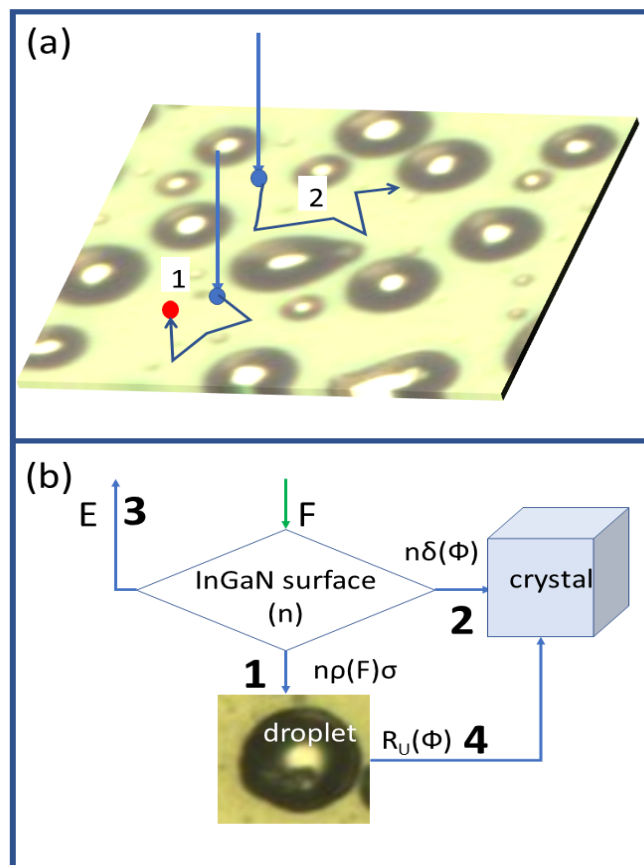 (a)
2
1
(b)
E
3
F
InGaN surface
(n)
nδ(Φ)
crystal
2
1
nρ(F)σ
droplet
R_U(Φ)
4